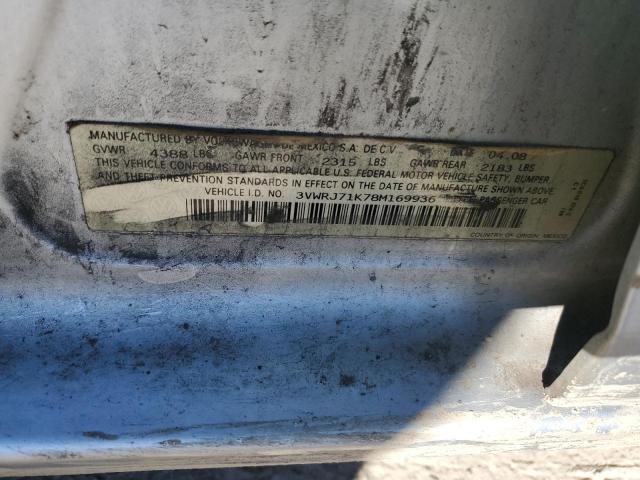 MANUFACTURED BY VOLKSWAGEN DE MEXICO S.A. DE C.V. DATE 04.08
GVWR 4388 LBS GAWR FRONT 2315 LBS GAWR REAR 2183 LBS
THIS VEHICLE CONFORMS TO ALL APPLICABLE U.S. FEDERAL MOTOR VEHICLE SAFETY, BUMPER,
AND THEFT PREVENTION STANDARDS IN EFFECT ON THE DATE OF MANUFACTURE SHOWN ABOVE.
VEHICLE I.D. NO. 3VWRJ71K78M169936 PASSENGER CAR
COUNTRY OF ORIGIN: MEXICO